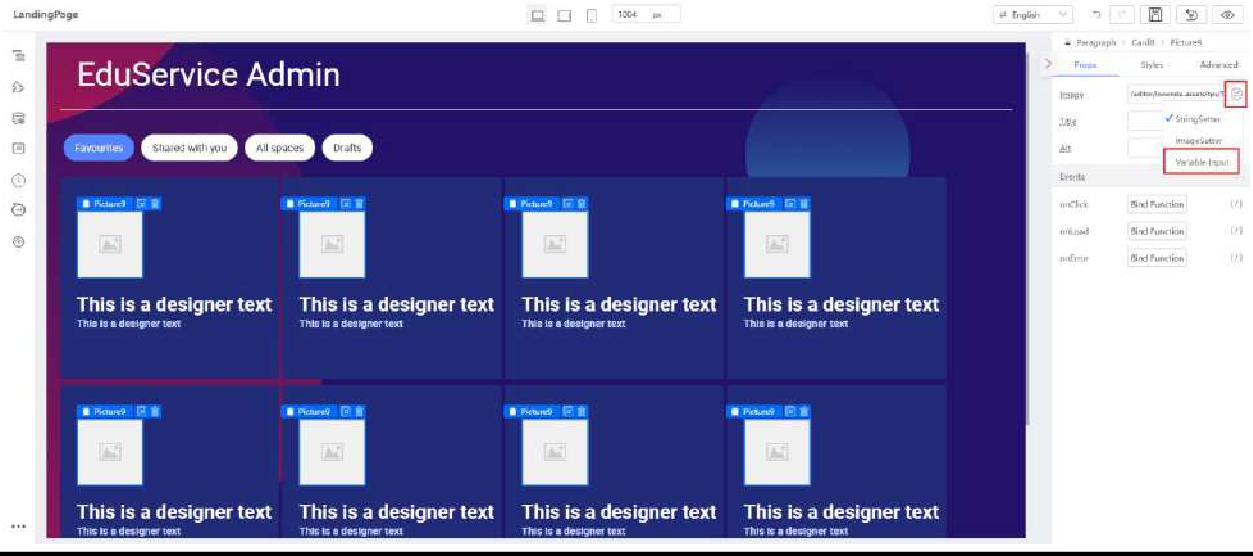 LandingPage
1004 px
English
Paragraph > CardItem > Picture9
EduService Admin
Props Styles Advanced
Image
StringSetter
Title
ImageSetter
Alt
Variable Input
Favourites Shared with you All spaces Drafts
Events
Picture9 Picture9 Picture9 Picture9
onClick Bind Function
onLoad Bind Function
onError Bind Function
This is a designer text This is a designer text This is a designer text This is a designer text
This is a designer text This is a designer text This is a designer text This is a designer text
Picture9 Picture9 Picture9 Picture9
This is a designer text This is a designer text This is a designer text This is a designer text
This is a designer text This is a designer text This is a designer text This is a designer text